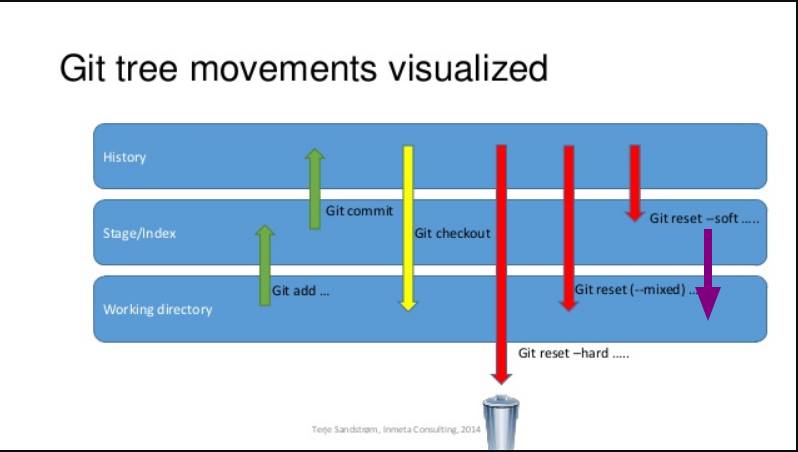 Git tree movements visualized
History
Git commit
Stage/Index
Git checkout
Git reset –soft .....
Git add ...
Working directory
Git reset (--mixed) ..
Git reset –hard .....
Terje Sandstrøm, Inmeta Consulting, 2014